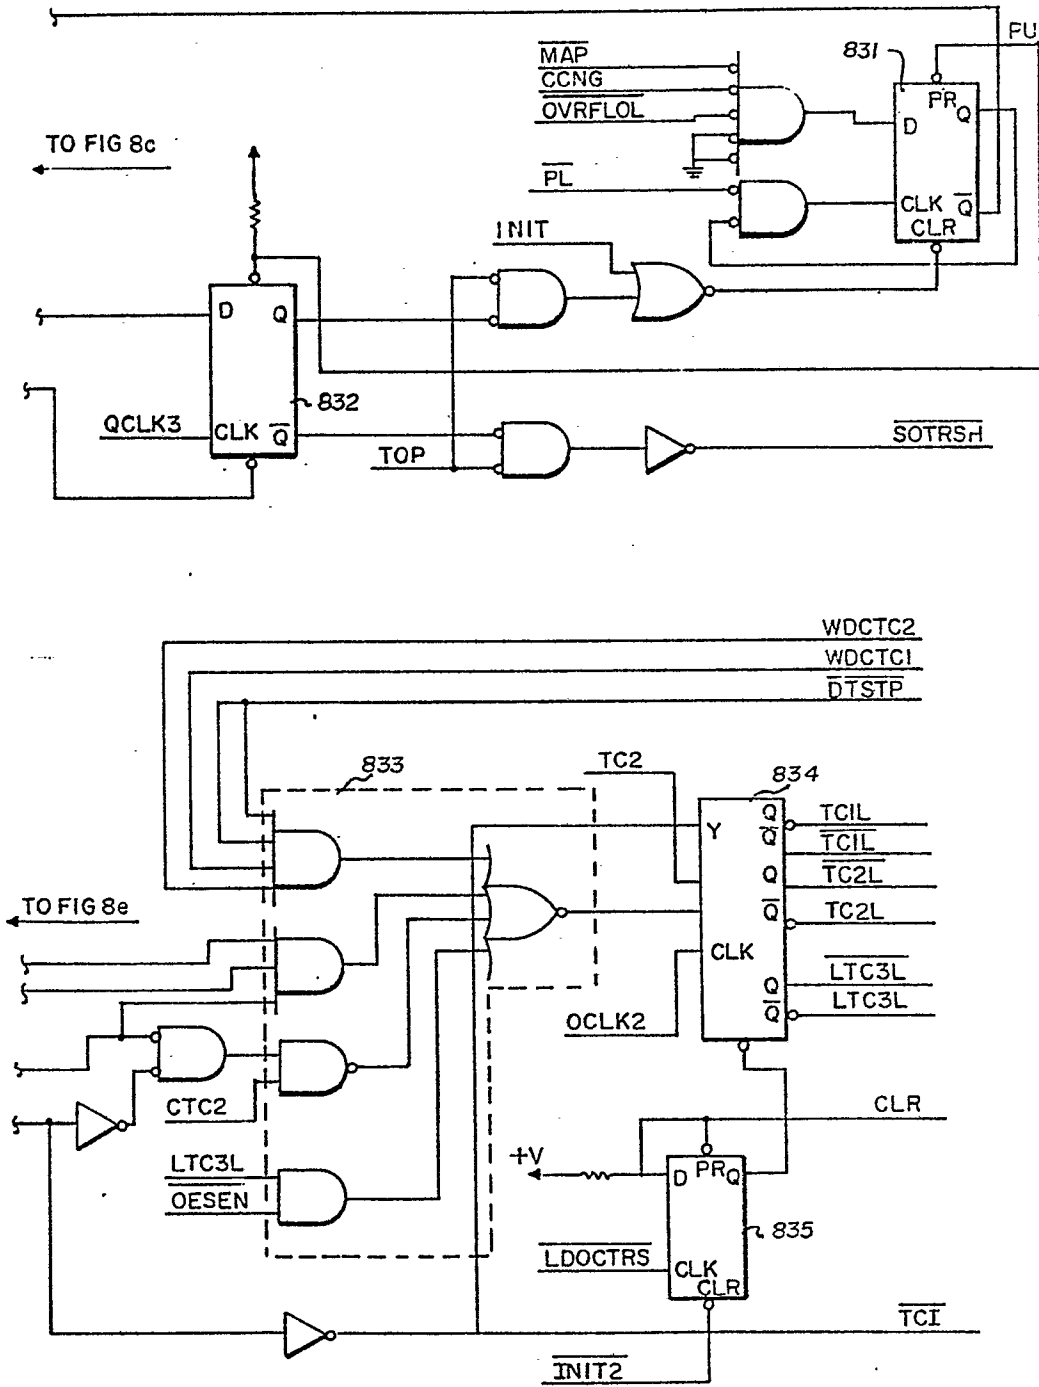 PU
831
MAP
CCNG
OVRFLOL
PR Q
D
TO FIG 8c
PL
CLK Q
CLR
INIT
D Q
832
QCLK3
CLK Q
TOP
SOTRSH
WDCTC2
WDCTC1
DTSTP
833
TC2
834
Q
TC1L
Y
Q
TC1L
Q
TC2L
TO FIG 8e
Q
TC2L
CLK
LTC3L
Q
OCLK2
LTC3L
Q
CTC2
CLR
+V
LTC3L
D PR Q
OESEN
835
LDOCTRS
CLK
CLR
TCI
INIT2